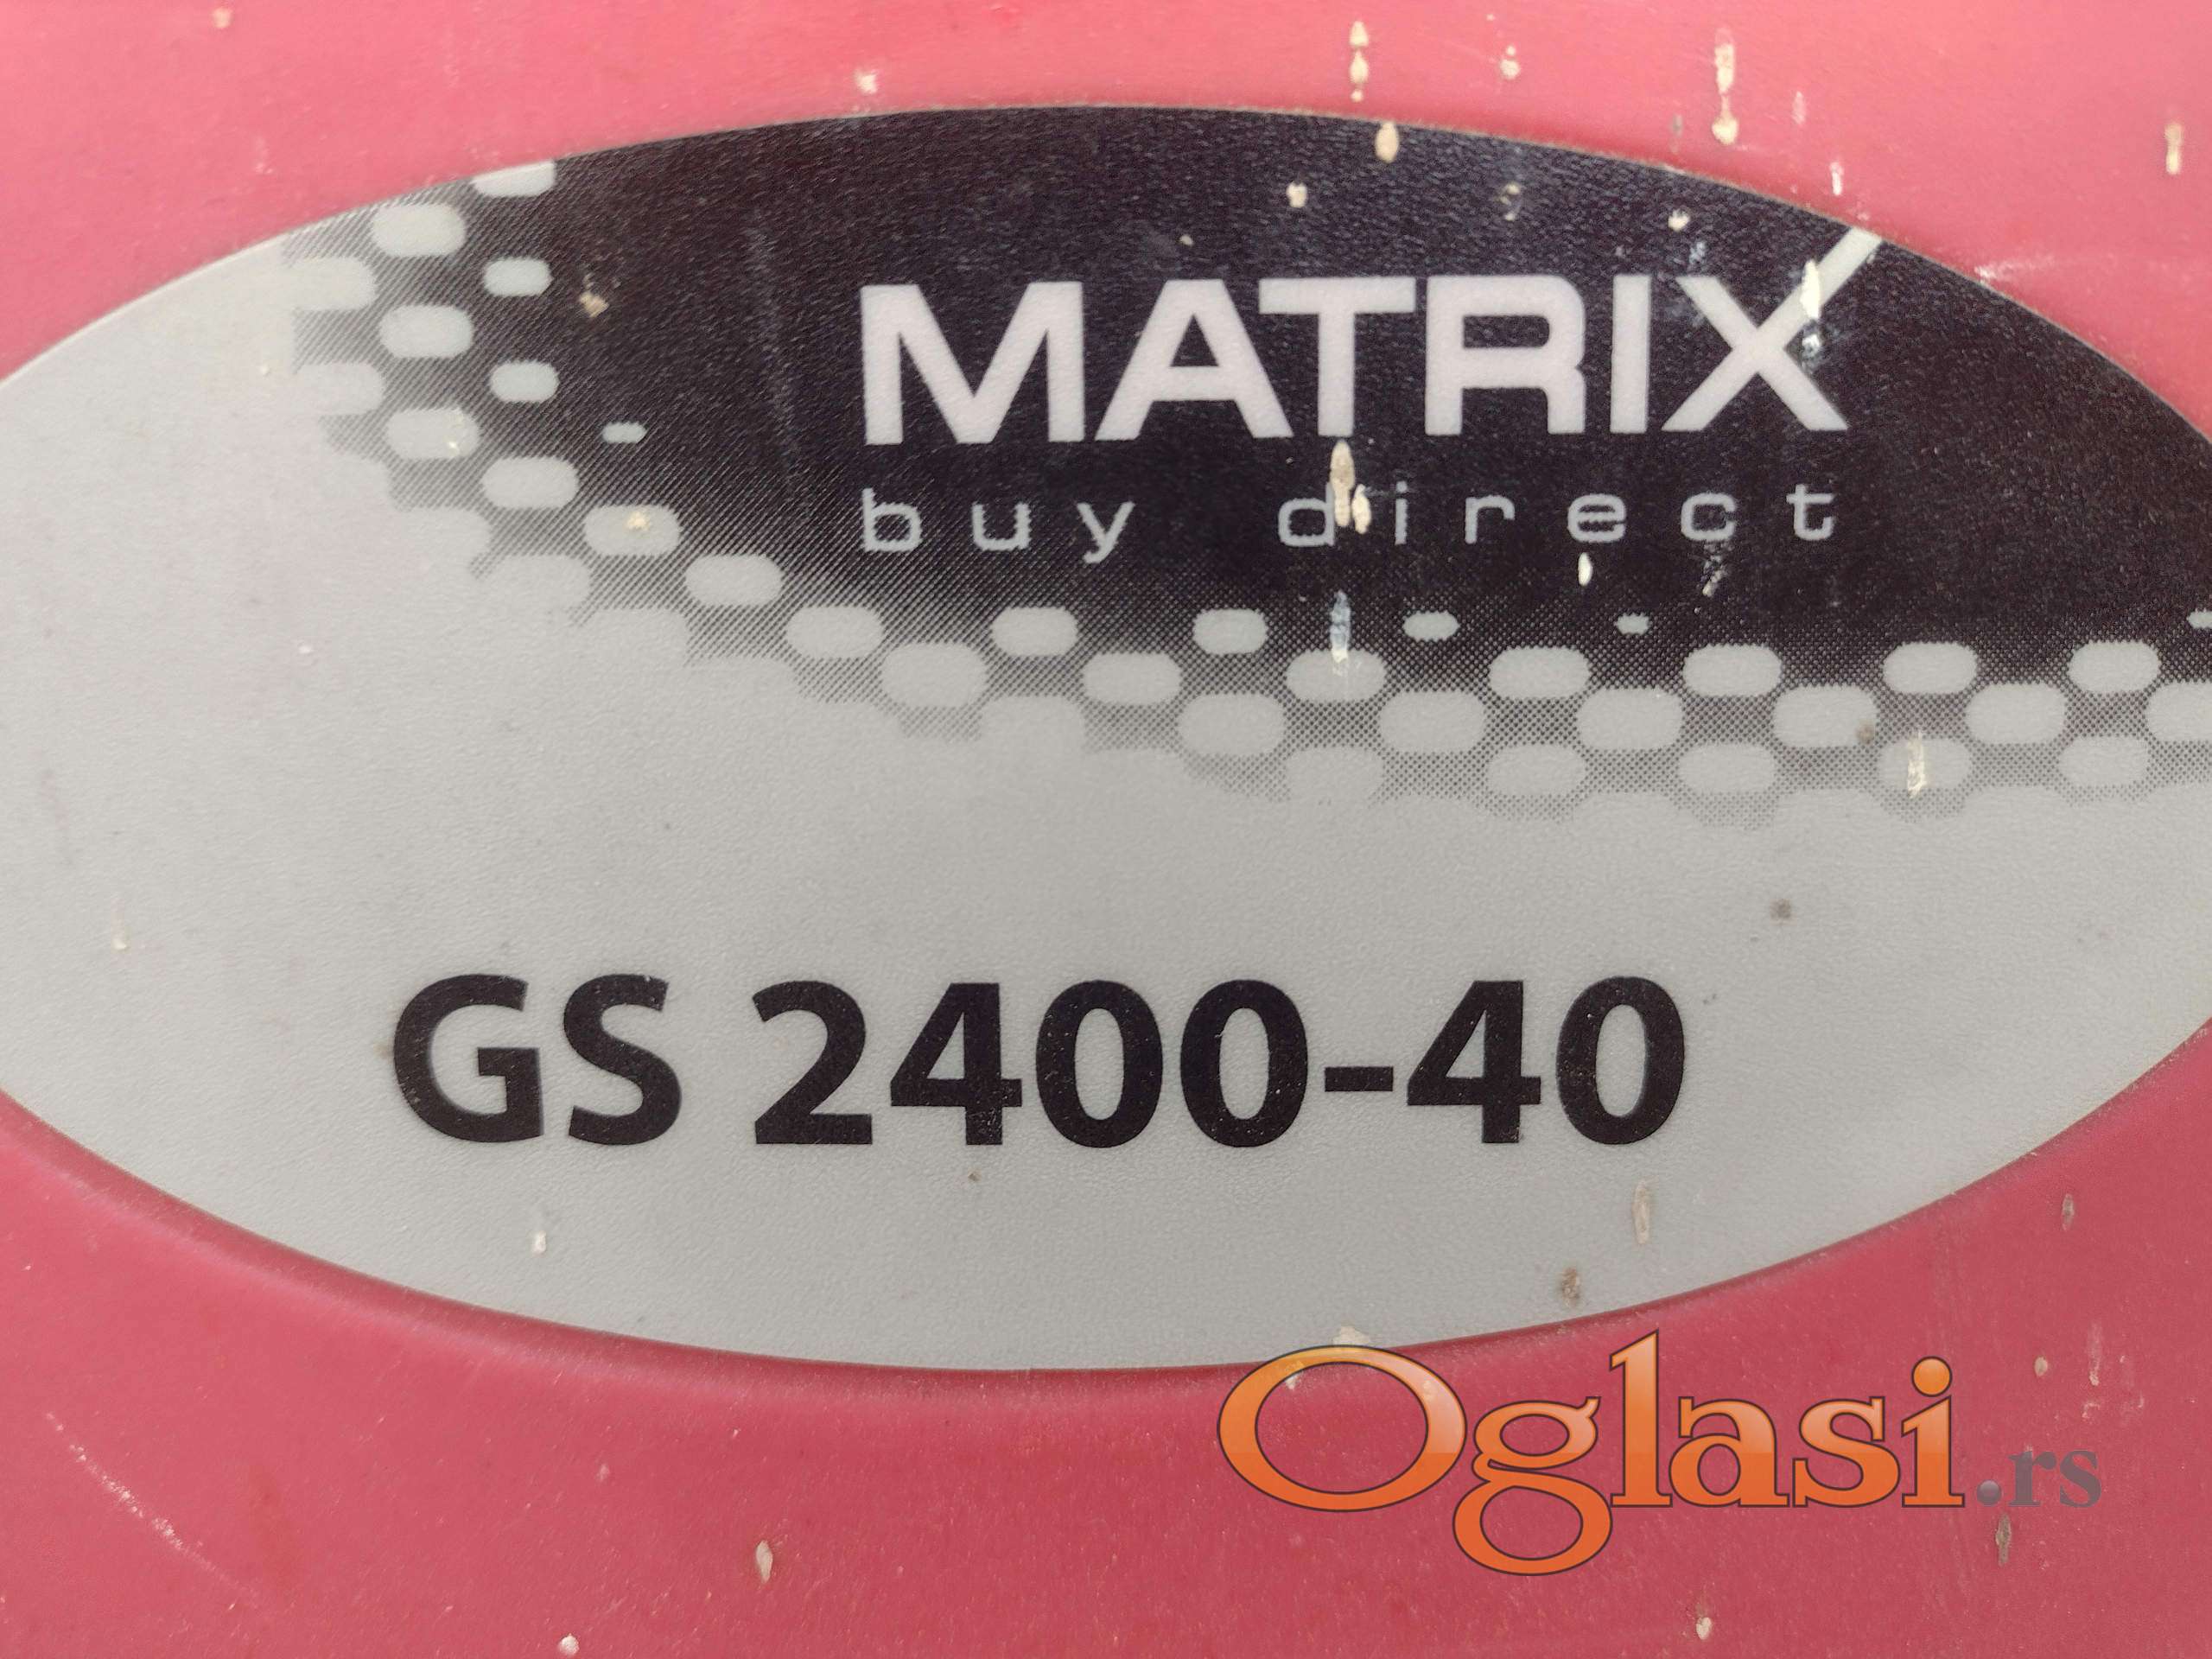 MATRIX
buy direct
GS 2400-40
Oglasi.rs